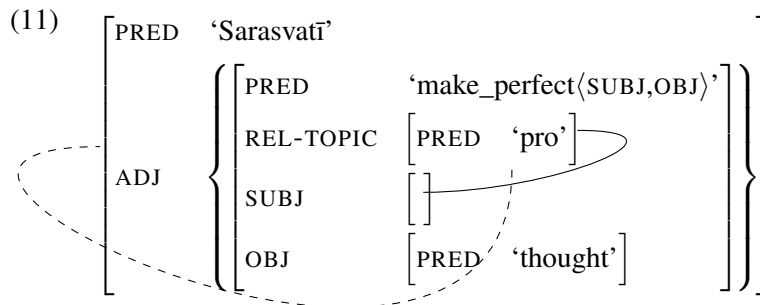 (11)
PRED ‘Sarasvatī’
PRED ‘make_perfect⟨SUBJ,OBJ⟩’
REL-TOPIC [PRED ‘pro’]
ADJ
SUBJ [ ]
OBJ [PRED ‘thought’]